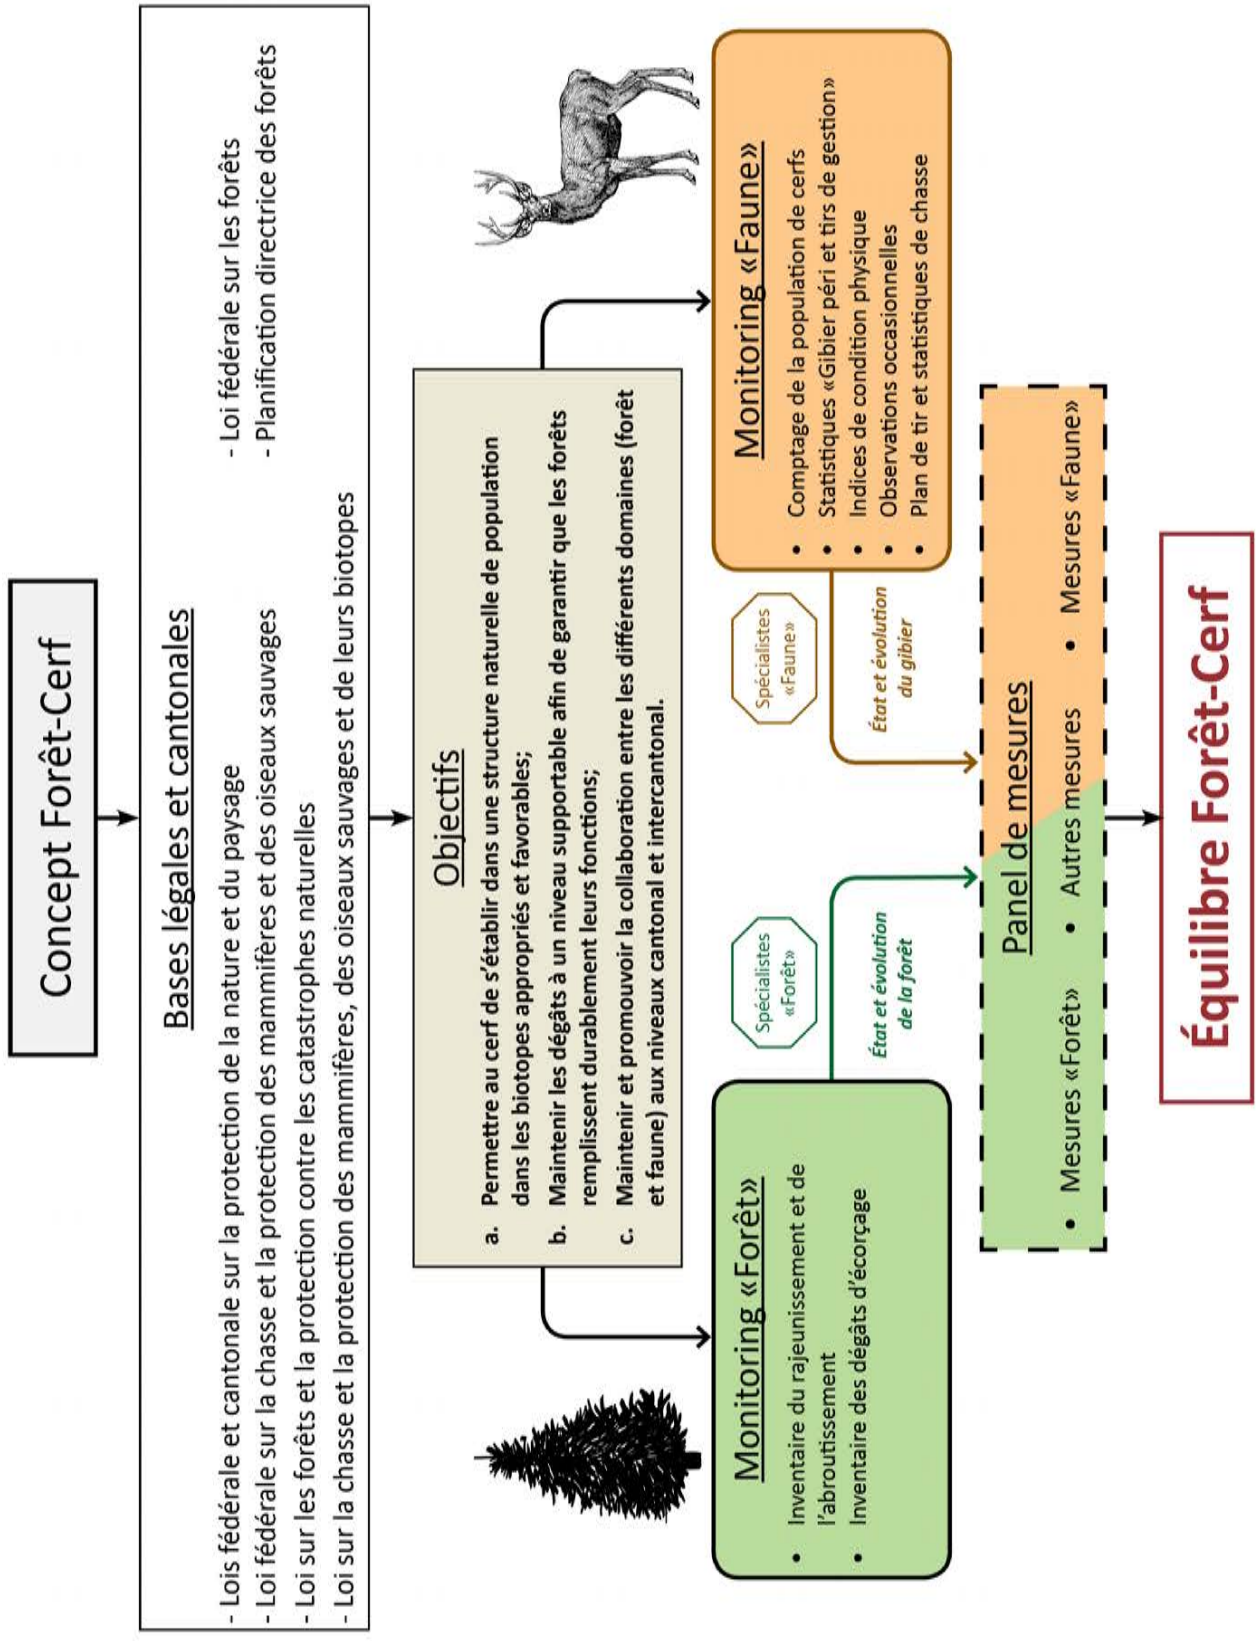 Concept Forêt-Cerf
Bases légales et cantonales
- Lois fédérale et cantonale sur la protection de la nature et du paysage
- Loi fédérale sur la chasse et la protection des mammifères et des oiseaux sauvages
- Loi sur les forêts et la protection contre les catastrophes naturelles
- Loi sur la chasse et la protection des mammifères, des oiseaux sauvages et de leurs biotopes
- Loi fédérale sur les forêts
- Planification directrice des forêts
Objectifs
a. Permettre au cerf de s'établir dans une structure naturelle de population
dans les biotopes appropriés et favorables;
b. Maintenir les dégâts à un niveau supportable afin de garantir que les forêts
remplissent durablement leurs fonctions;
c. Maintenir et promouvoir la collaboration entre les différents domaines (forêt
et faune) aux niveaux cantonal et intercantonal.
Monitoring «Forêt»
• Inventaire du rajeunissement et de
l'abroutissement
• Inventaire des dégâts d'écorçage
Spécialistes
«Forêt»
État et évolution
de la forêt
Spécialistes
«Faune»
État et évolution
du gibier
Monitoring «Faune»
• Comptage de la population de cerfs
• Statistiques «Gibier péri et tirs de gestion»
• Indices de condition physique
• Observations occasionnelles
• Plan de tir et statistiques de chasse
Panel de mesures
• Mesures «Forêt» • Autres mesures • Mesures «Faune»
Équilibre Forêt-Cerf